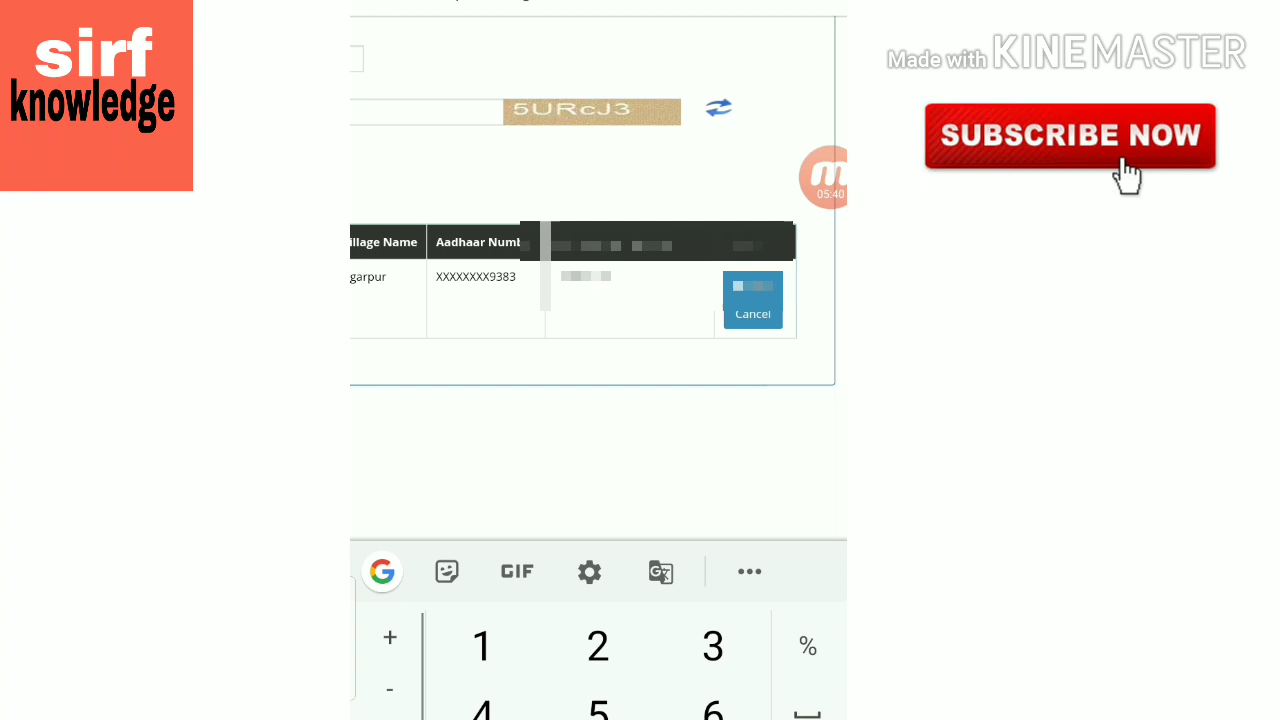 sirf
knowledge
Made with KINEMASTER
SUBSCRIBE NOW
5URcJ3
05:40
illage Name
Aadhaar Numb
garpur
XXXXXXXX9383
Cancel
G
GIF
G
+
1
2
3
%
-
4
5
6